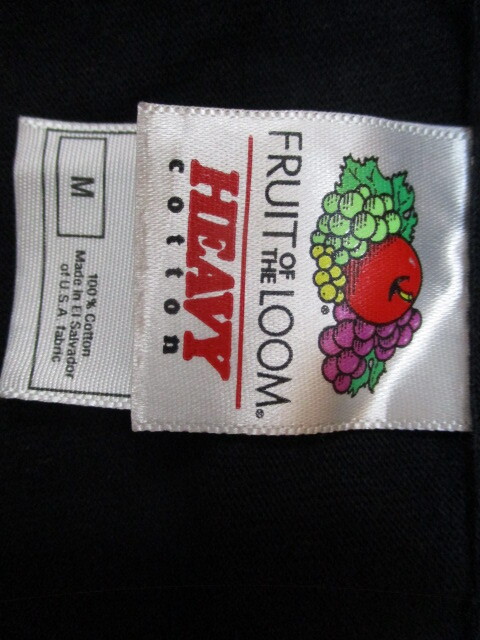 ®
FRUIT OF THE LOOM®
HEAVY
cotton
M
100% Cotton
Made in El Salvador
of U.S.A. fabric